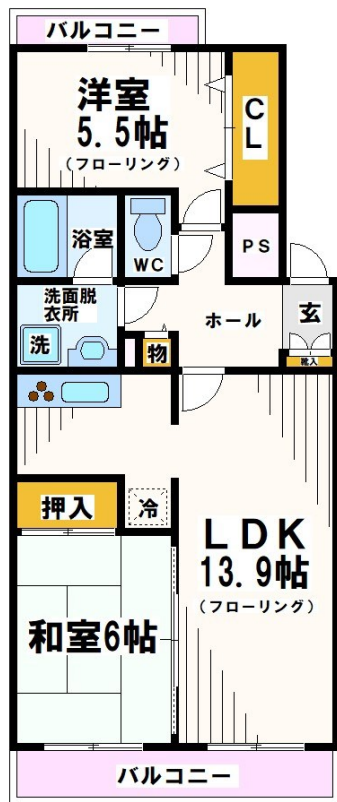 バルコニー
洋室
5.5帖
(フローリング)
CL
浴室
WC
PS
洗面脱
衣所
洗
物
ホール
玄
靴入
押入
冷
LDK
13.9帖
(フローリング)
和室6帖
バルコニー